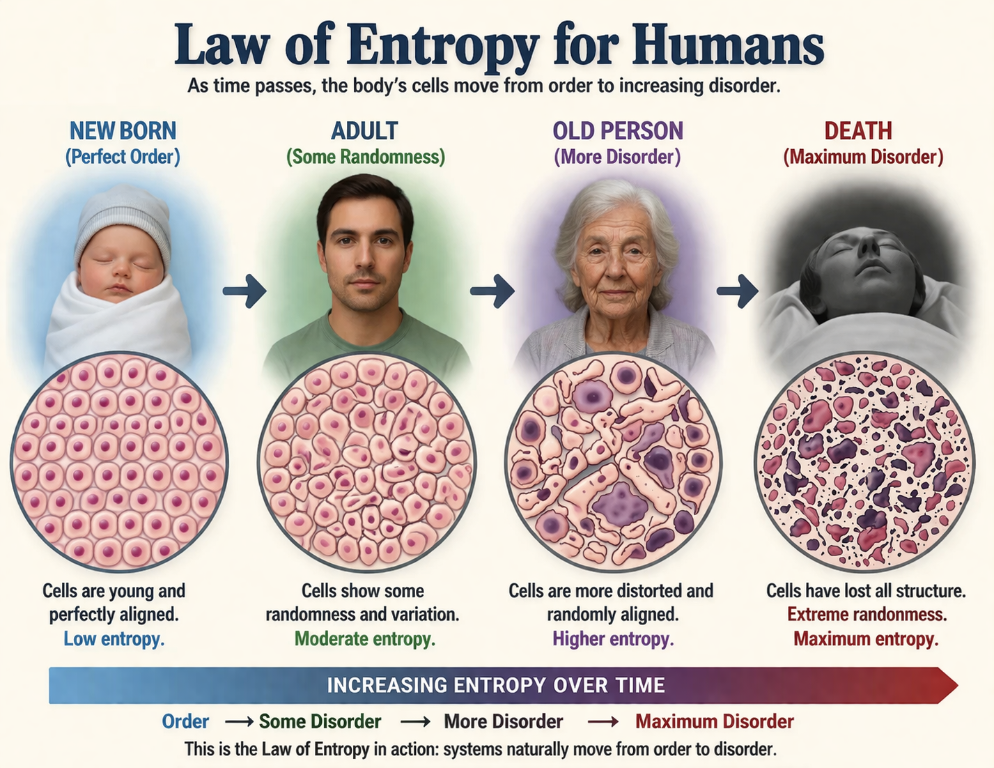 Law of Entropy for Humans
As time passes, the body's cells move from order to increasing disorder.
NEW BORN
(Perfect Order)
ADULT
(Some Randomness)
OLD PERSON
(More Disorder)
DEATH
(Maximum Disorder)
Cells are young and
perfectly aligned.
Low entropy.
Cells show some
randomness and variation.
Moderate entropy.
Cells are more distorted and
randomly aligned.
Higher entropy.
Cells have lost all structure.
Extreme randonmess.
Maximum entropy.
INCREASING ENTROPY OVER TIME
Order → Some Disorder → More Disorder → Maximum Disorder
This is the Law of Entropy in action: systems naturally move from order to disorder.